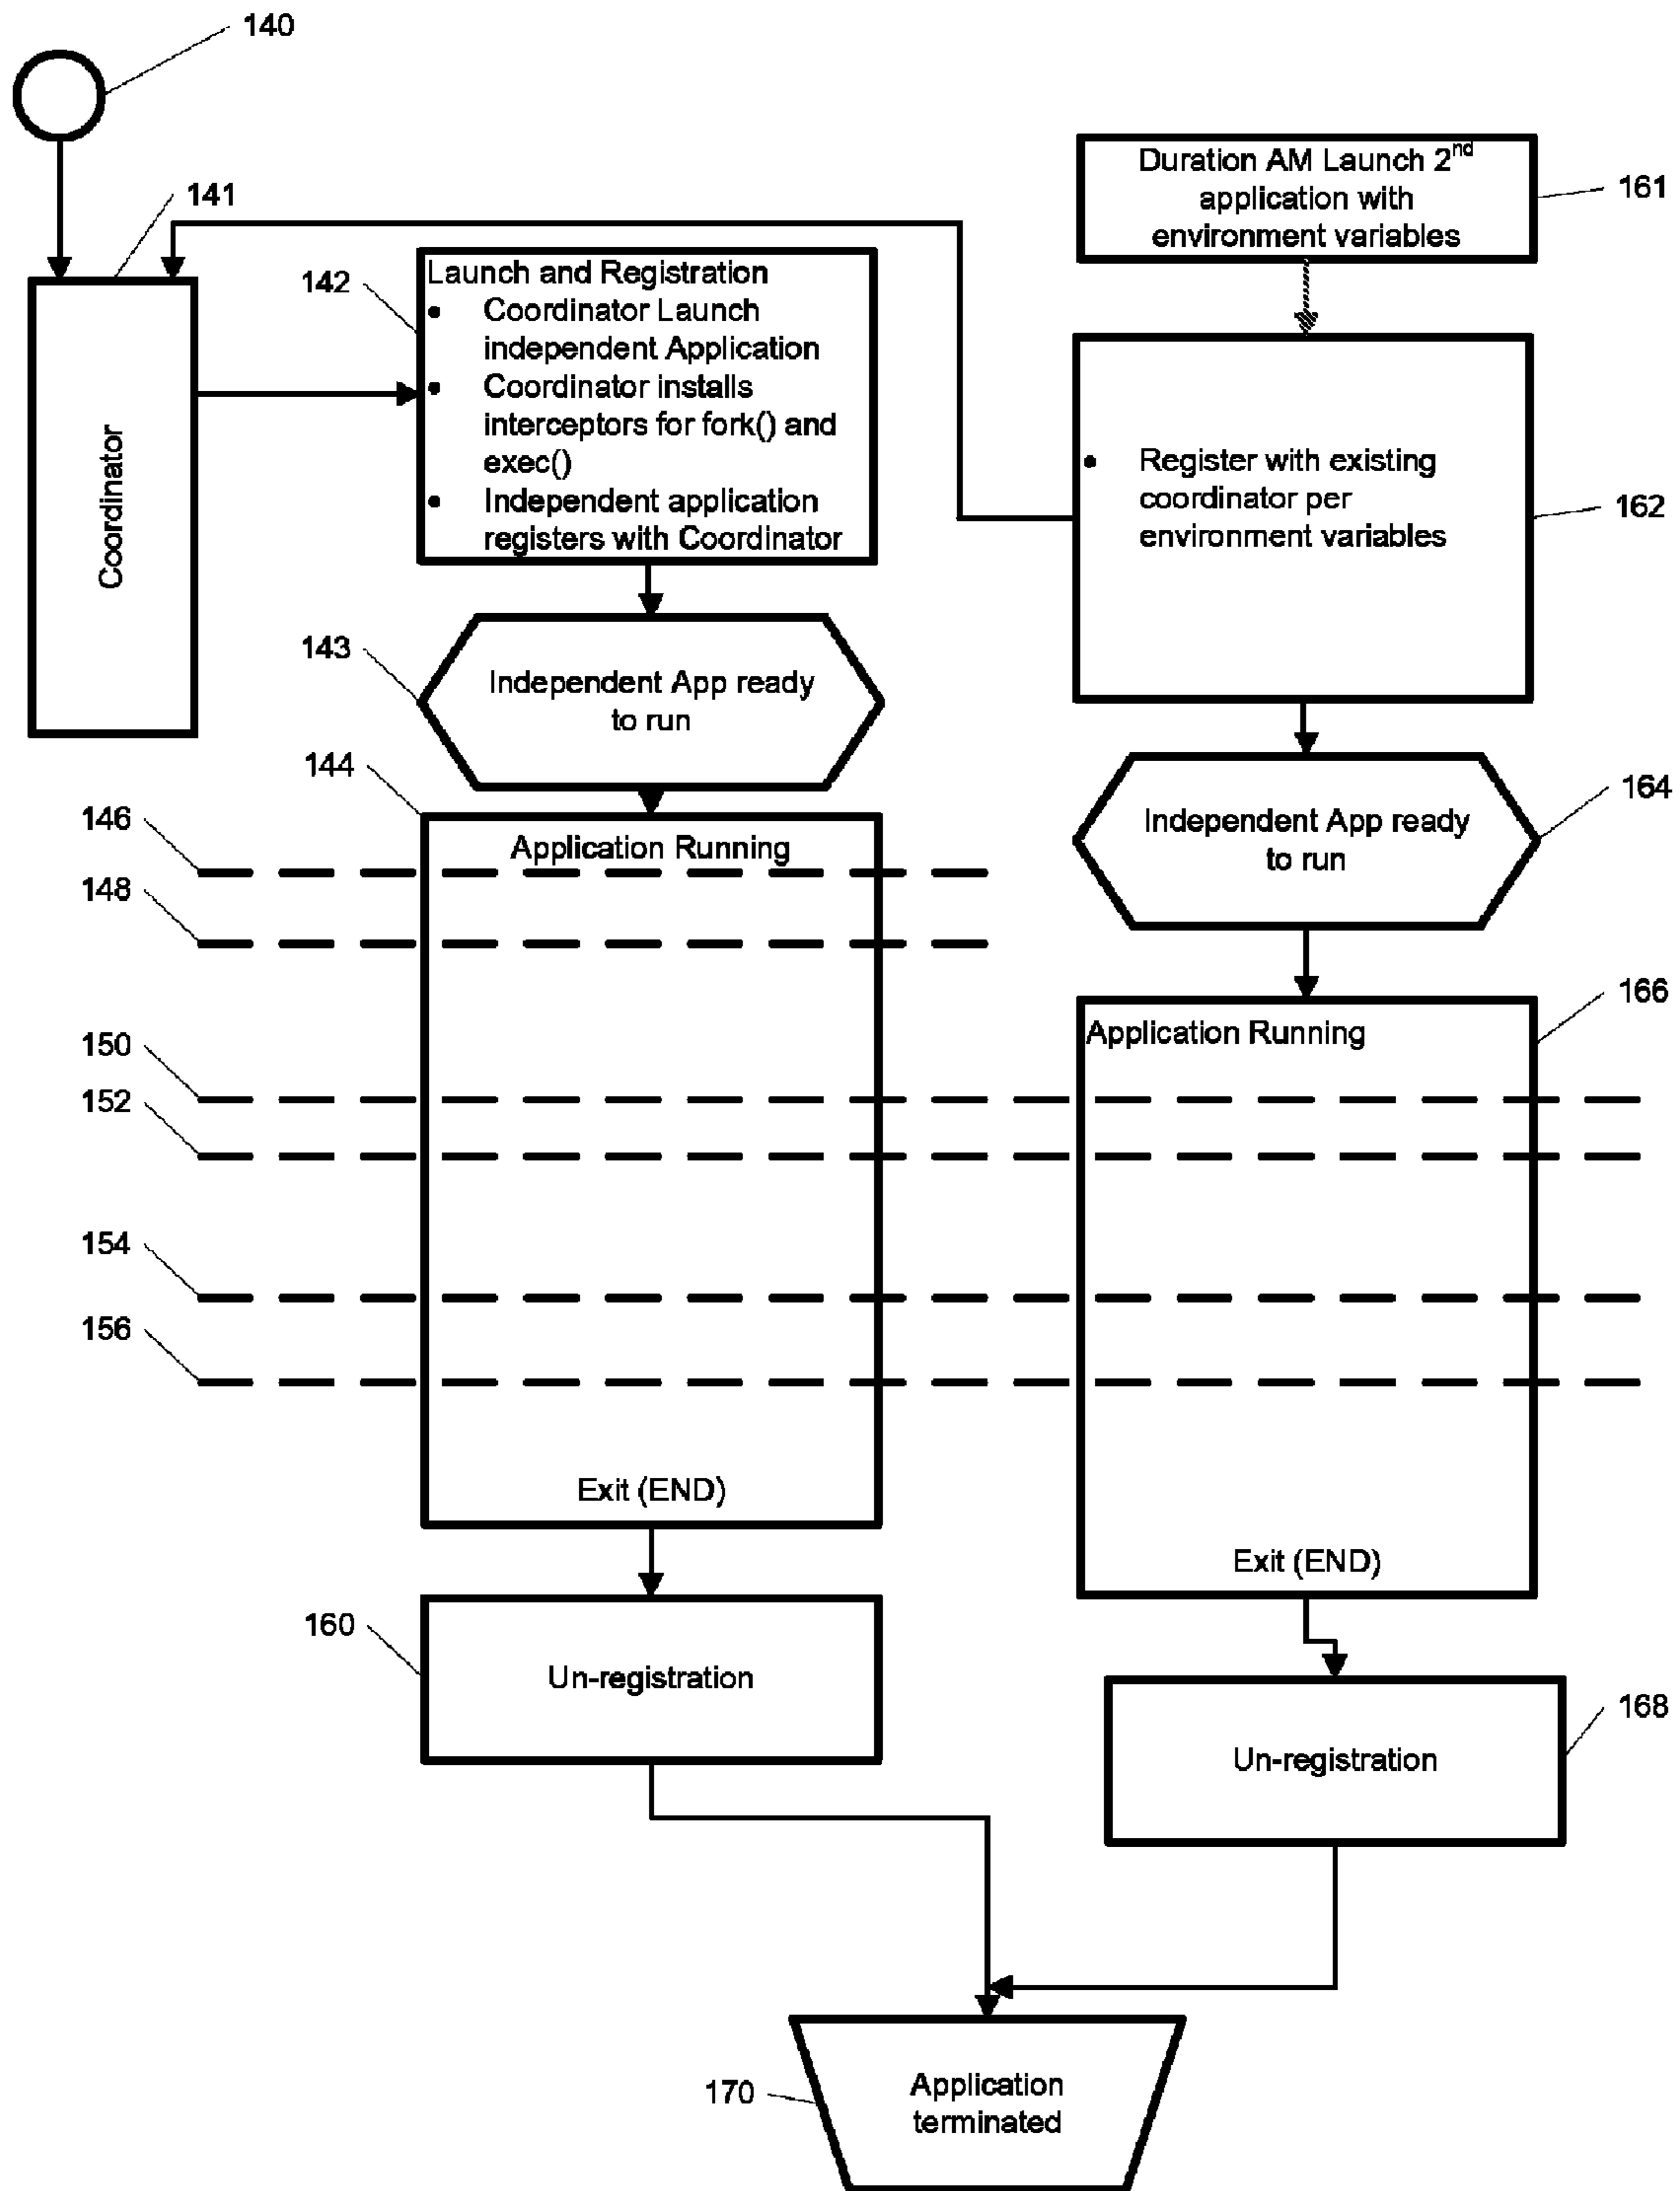 140
141
Coordinator
142
Launch and Registration
• Coordinator Launch
independent Application
• Coordinator installs
interceptors for fork() and
exec()
• Independent application
registers with Coordinator
143
Independent App ready
to run
144
Application Running
146
148
150
152
154
156
Exit (END)
160
Un-registration
Duration AM Launch 2nd
application with
environment variables
161
• Register with existing
coordinator per
environment variables
162
Independent App ready
to run
164
Application Running
166
Exit (END)
Un-registration
168
170
Application
terminated